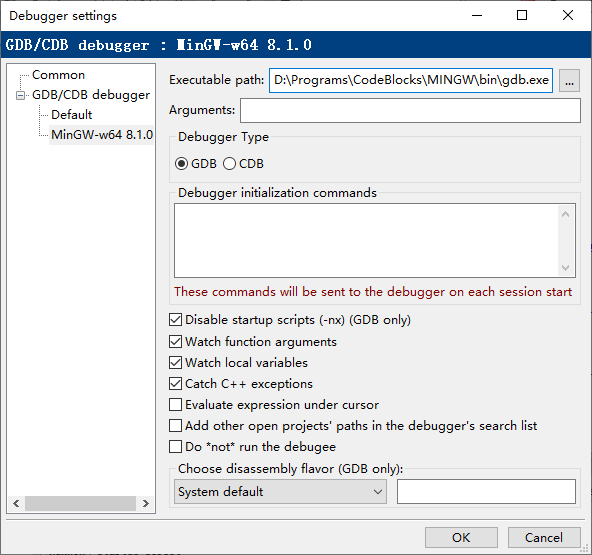 Debugger settings
GDB/CDB debugger : MinGW-w64 8.1.0
Common
GDB/CDB debugger
Default
MinGW-w64 8.1.0
Executable path: D:\Programs\CodeBlocks\MINGW\bin\gdb.exe ...
Arguments:
Debugger Type
GDB CDB
Debugger initialization commands
These commands will be sent to the debugger on each session start
Disable startup scripts (-nx) (GDB only)
Watch function arguments
Watch local variables
Catch C++ exceptions
Evaluate expression under cursor
Add other open projects' paths in the debugger's search list
Do *not* run the debugee
Choose disassembly flavor (GDB only):
System default
OK Cancel